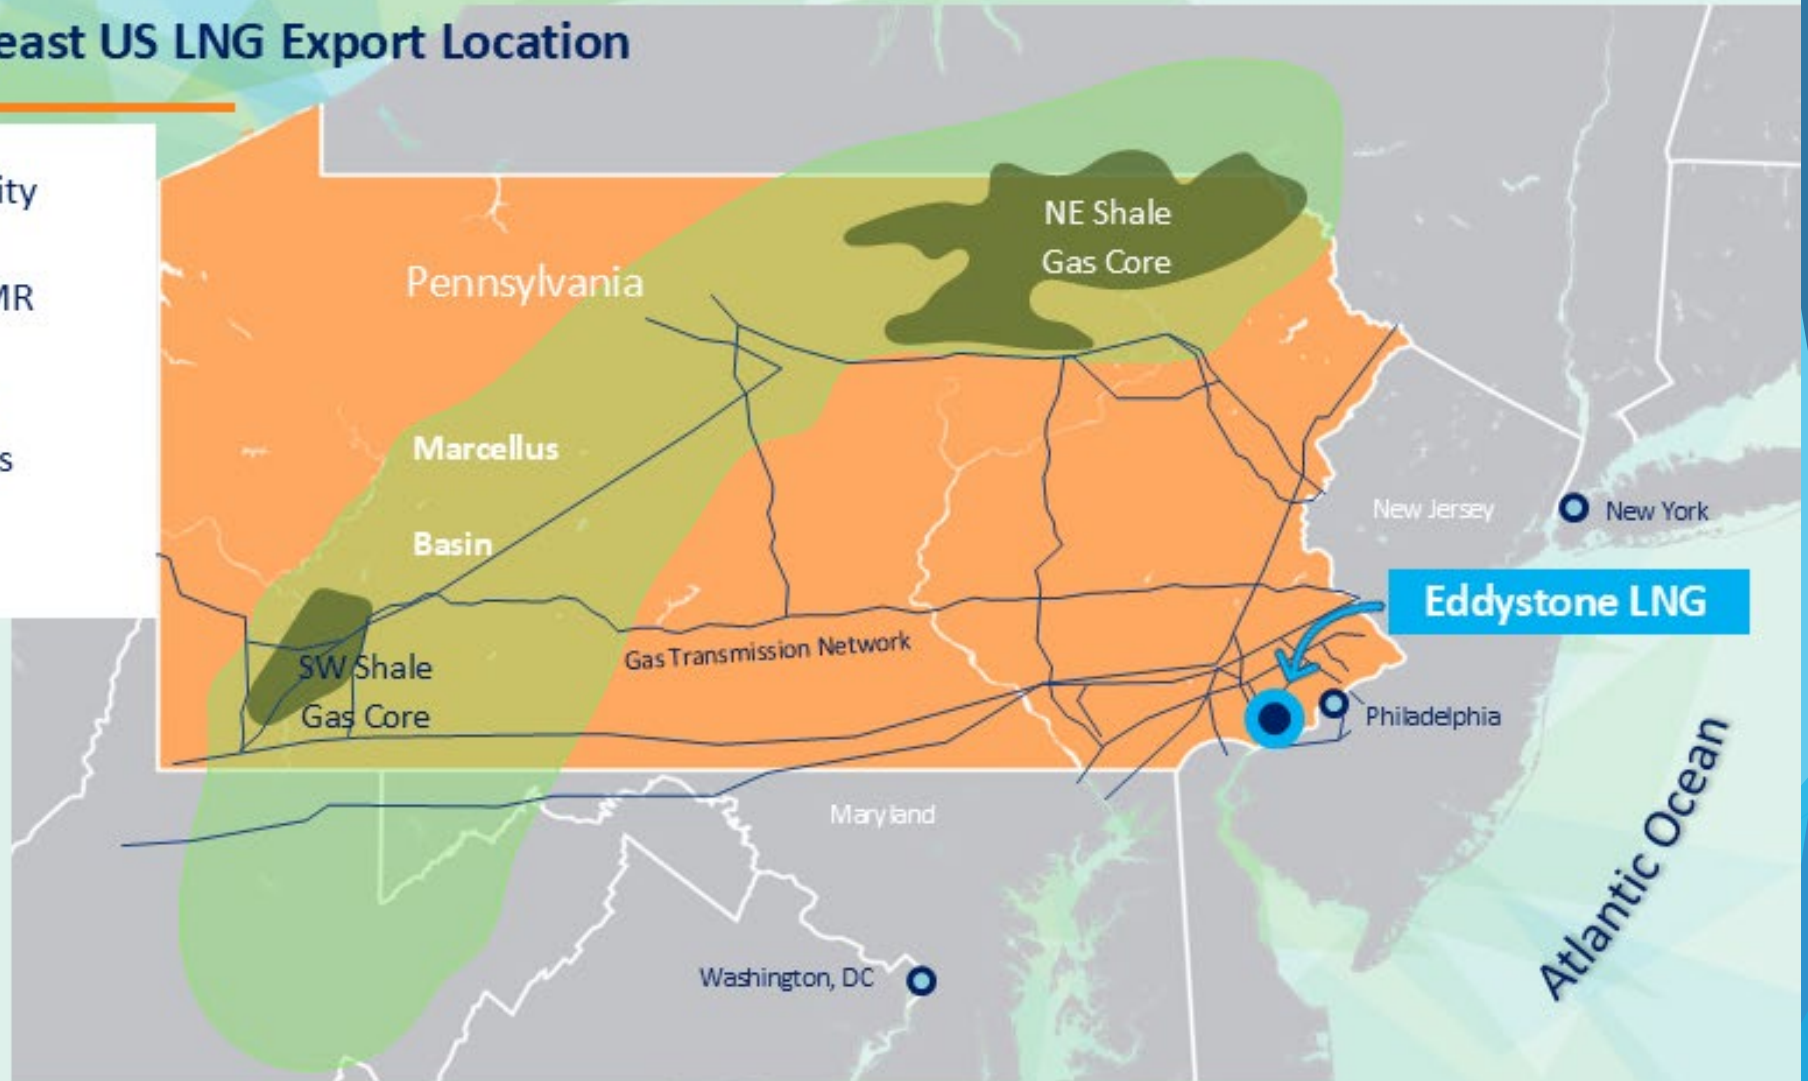 east US LNG Export Location
ity
MR
s
NE Shale
Gas Core
Pennsylvania
Marcellus
Basin
New Jersey
New York
Eddystone LNG
Gas Transmission Network
SW Shale
Gas Core
Philadelphia
Maryland
Washington, DC
Atlantic Ocean